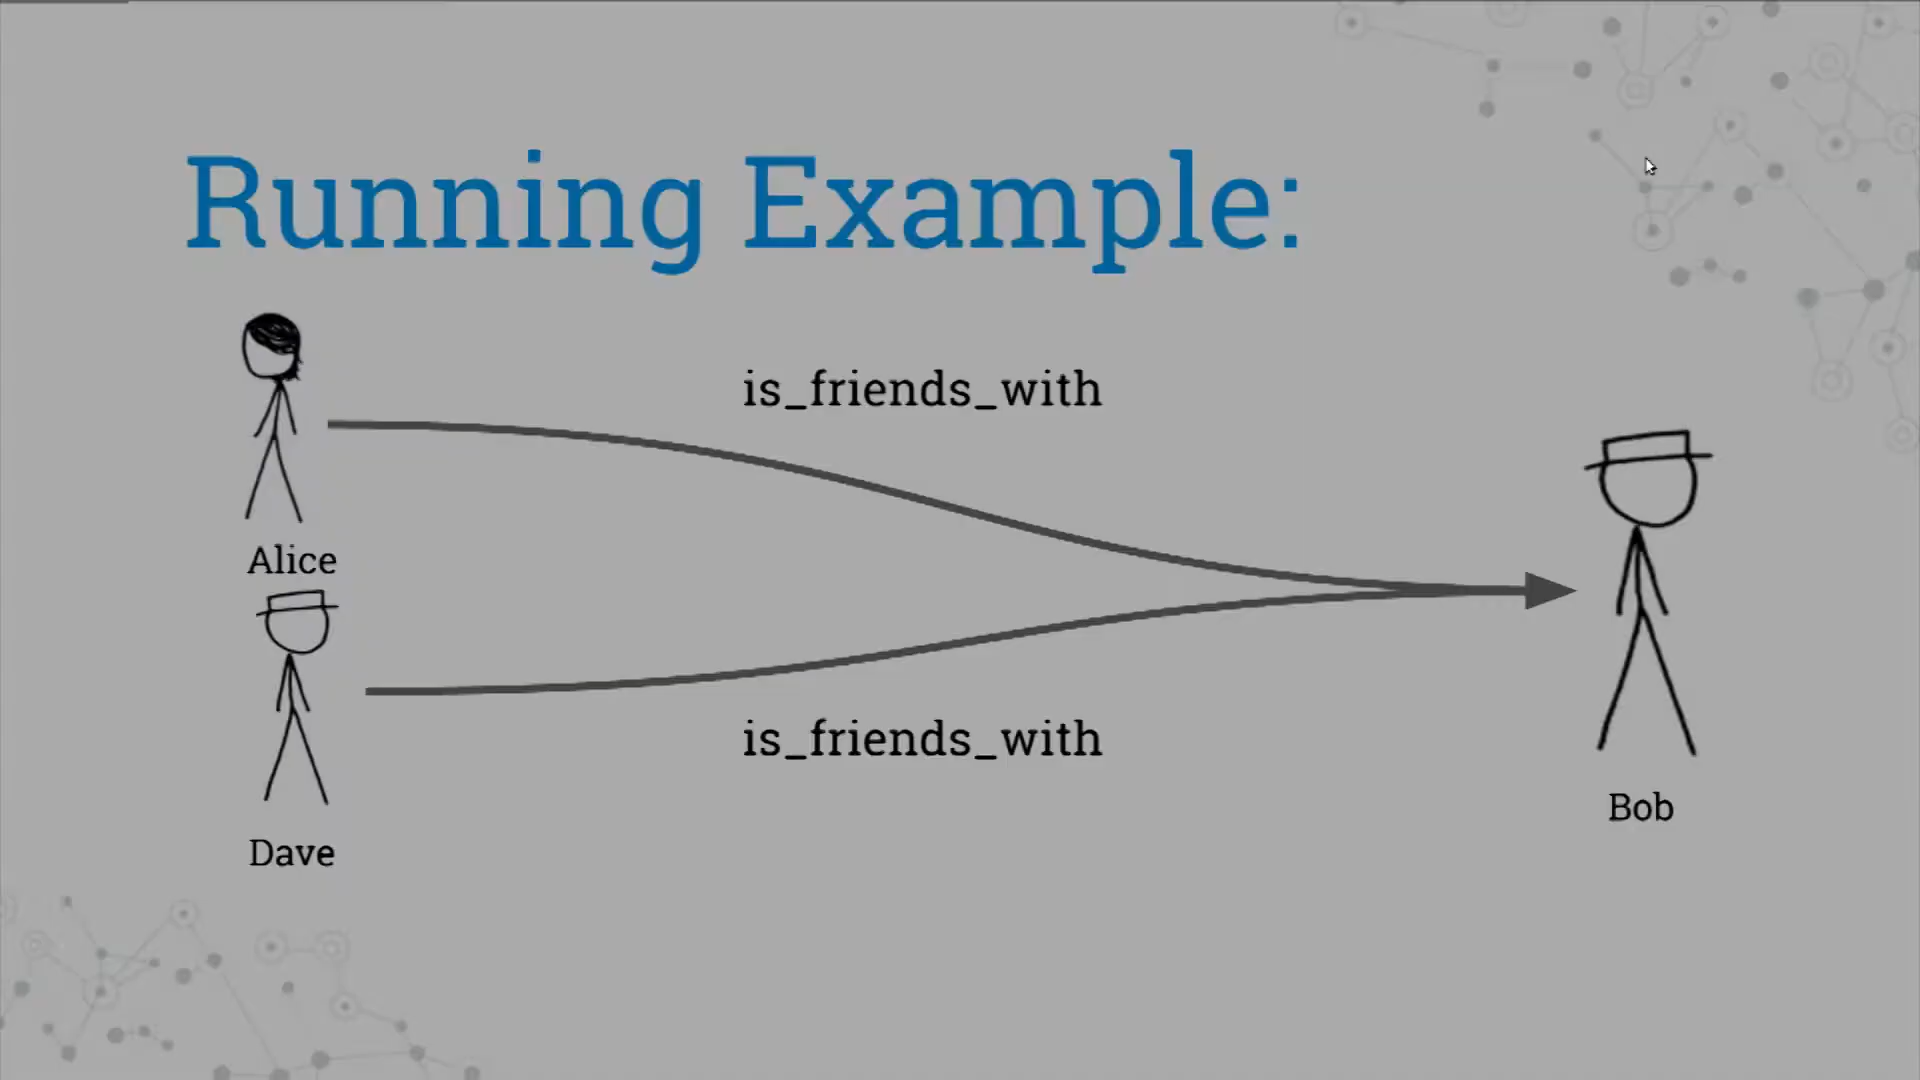 Running Example:
is_friends_with
Alice
is_friends_with
Bob
Dave